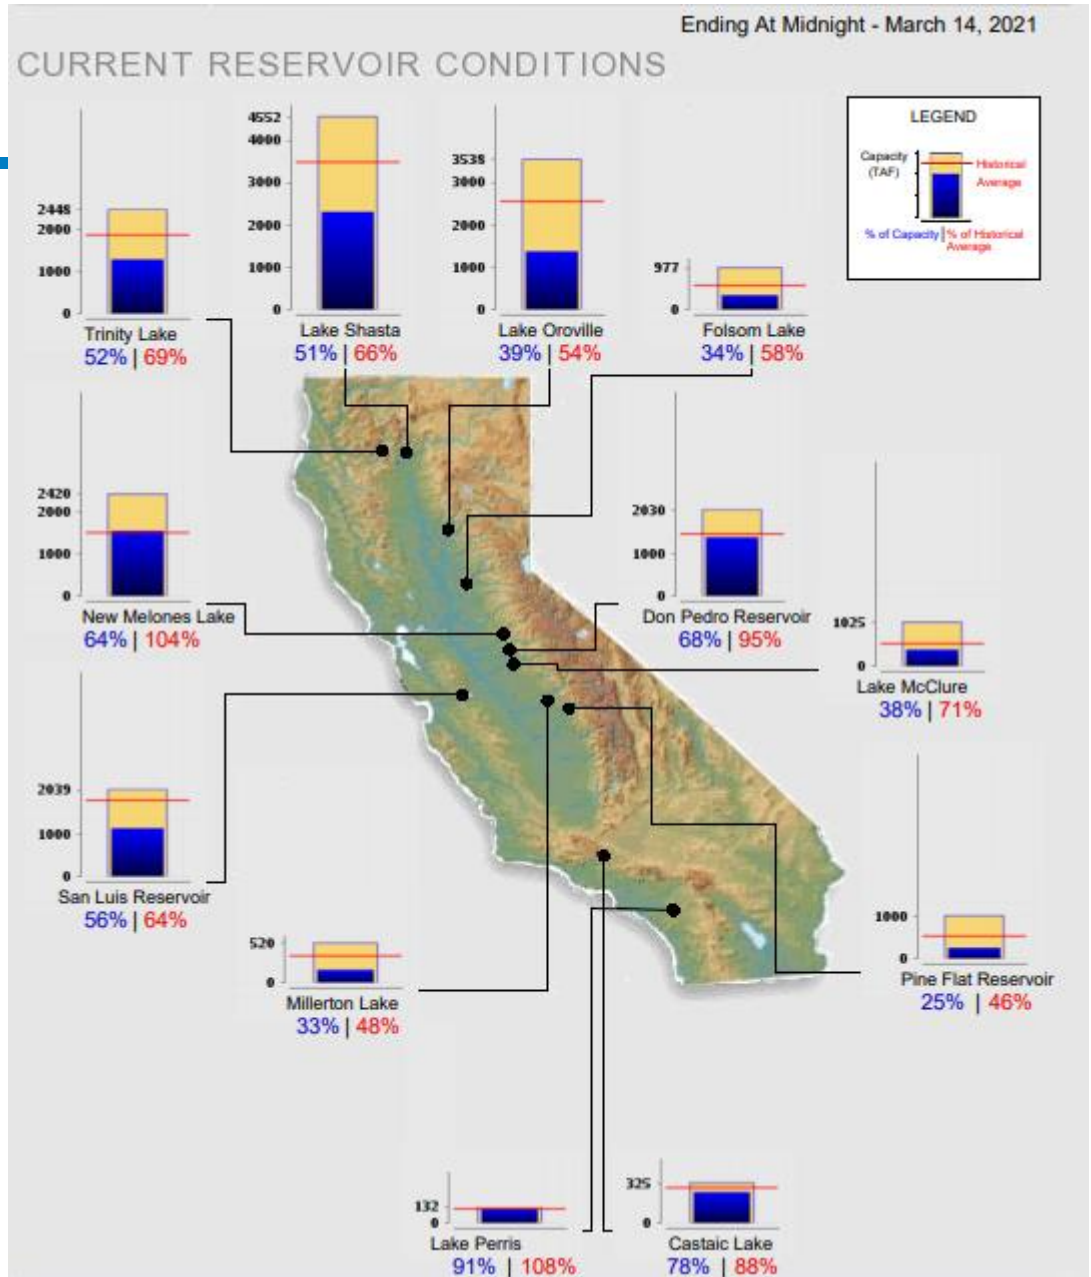 Ending At Midnight - March 14, 2021
CURRENT RESERVOIR CONDITIONS
LEGEND
Capacity
(TAF)
Historical
Average
% of Capacity | % of Historical
Average
2448
2000
1000
0
Trinity Lake
52% | 69%
4552
4000
3000
2000
1000
0
Lake Shasta
51% | 66%
3538
3000
2000
1000
0
Lake Oroville
39% | 54%
977
0
Folsom Lake
34% | 58%
2420
2000
1000
0
New Melones Lake
64% | 104%
2030
1000
0
Don Pedro Reservoir
68% | 95%
1025
0
Lake McClure
38% | 71%
2039
1000
0
San Luis Reservoir
56% | 64%
520
0
Millerton Lake
33% | 48%
1000
0
Pine Flat Reservoir
25% | 46%
132
0
Lake Perris
91% | 108%
325
0
Castaic Lake
78% | 88%